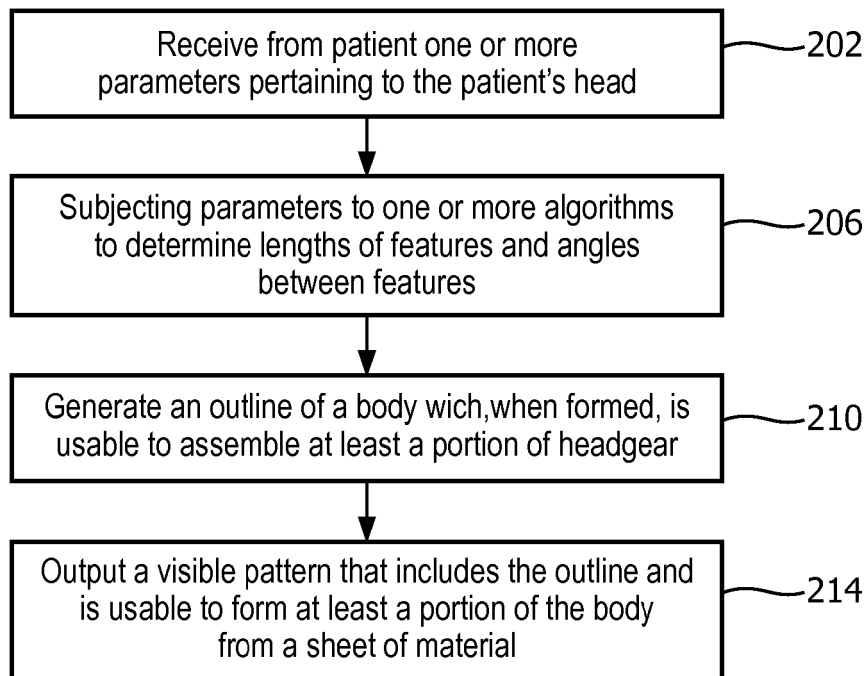 Receive from patient one or more
parameters pertaining to the patient's head
202
Subjecting parameters to one or more algorithms
to determine lengths of features and angles
between features
206
Generate an outline of a body wich,when formed, is
usable to assemble at least a portion of headgear
210
Output a visible pattern that includes the outline and
is usable to form at least a portion of the body
from a sheet of material
214